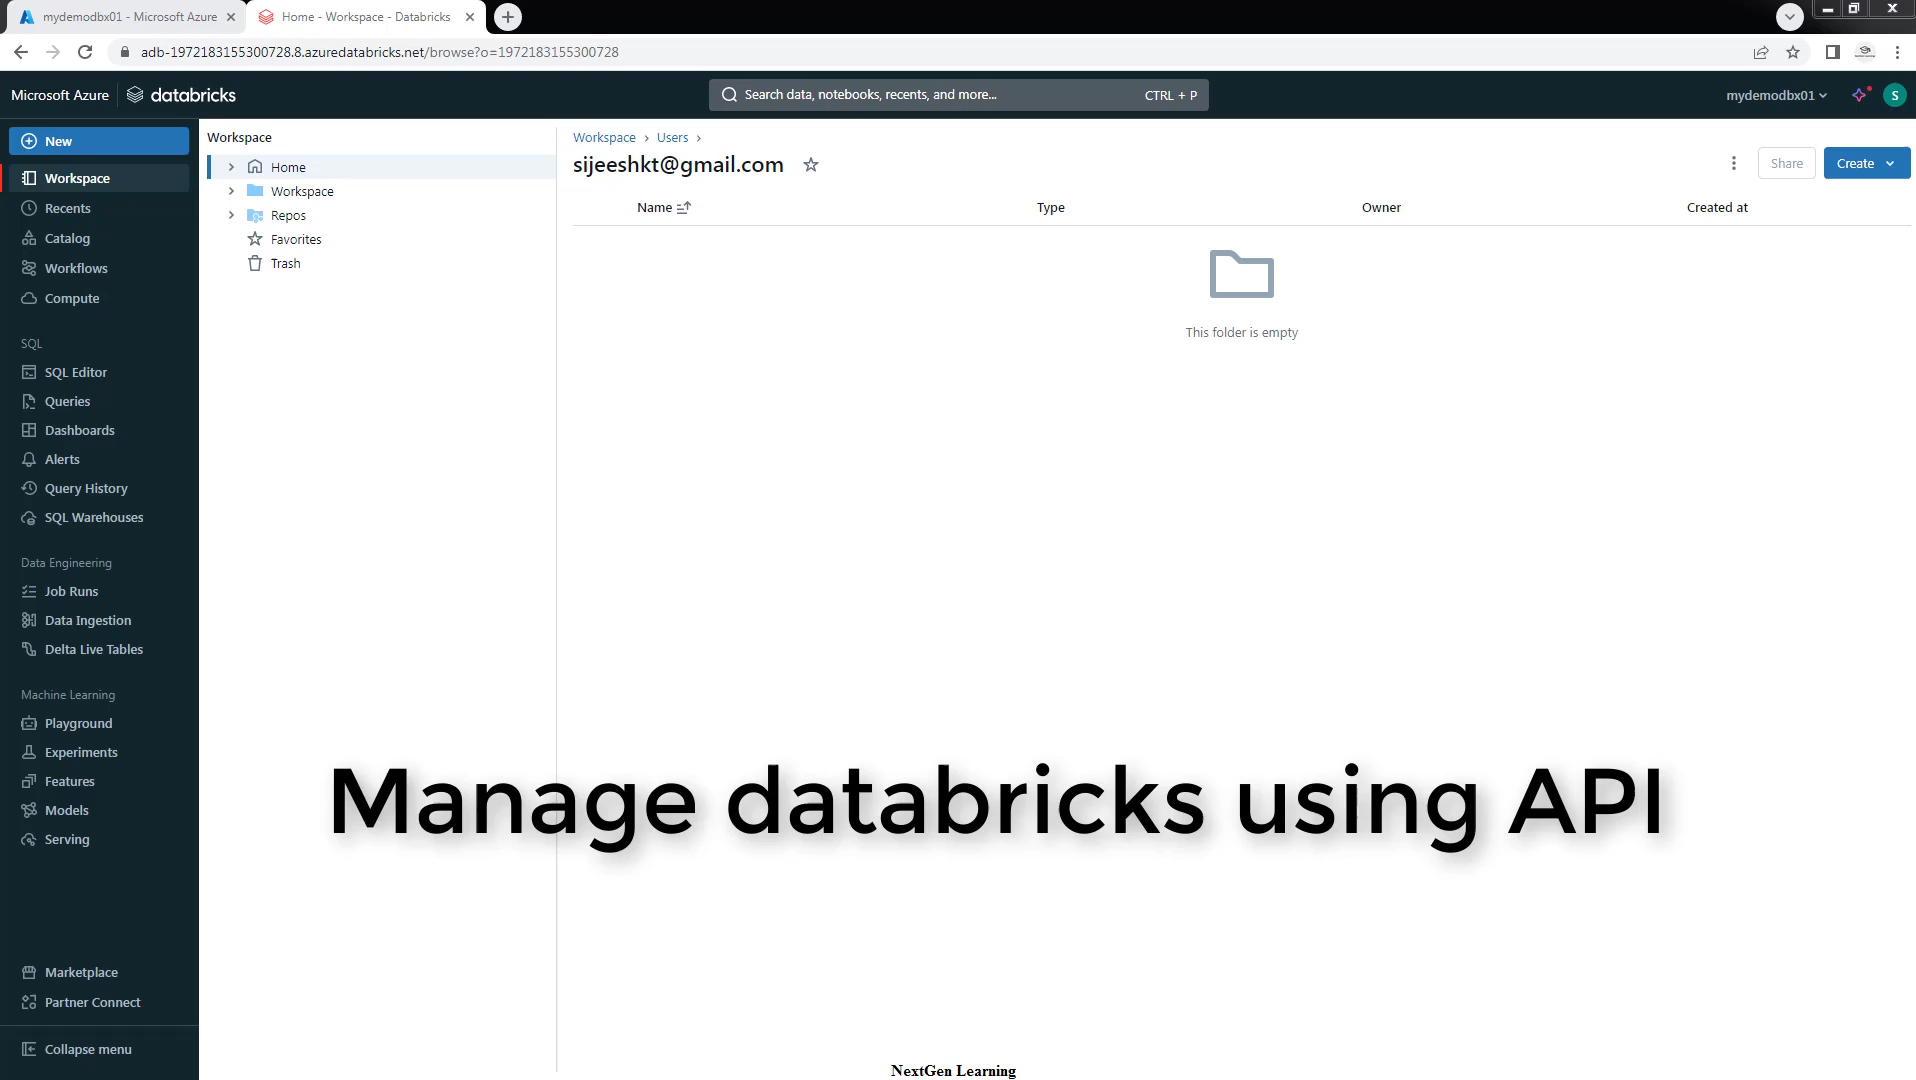 mydemodbx01 - Microsoft Azure
Home - Workspace - Databricks
adb-1972183155300728.8.azuredatabricks.net/browse?o=1972183155300728
Microsoft Azure
databricks
Search data, notebooks, recents, and more...
CTRL + P
mydemodbx01
S
New
Workspace
Recents
Catalog
Workflows
Compute
SQL
SQL Editor
Queries
Dashboards
Alerts
Query History
SQL Warehouses
Data Engineering
Job Runs
Data Ingestion
Delta Live Tables
Machine Learning
Playground
Experiments
Features
Models
Serving
Marketplace
Partner Connect
Collapse menu
Workspace
Home
Workspace
Repos
Favorites
Trash
Workspace › Users ›
sijeeshkt@gmail.com
Share
Create
Name
Type
Owner
Created at
This folder is empty
Manage databricks using API
NextGen Learning